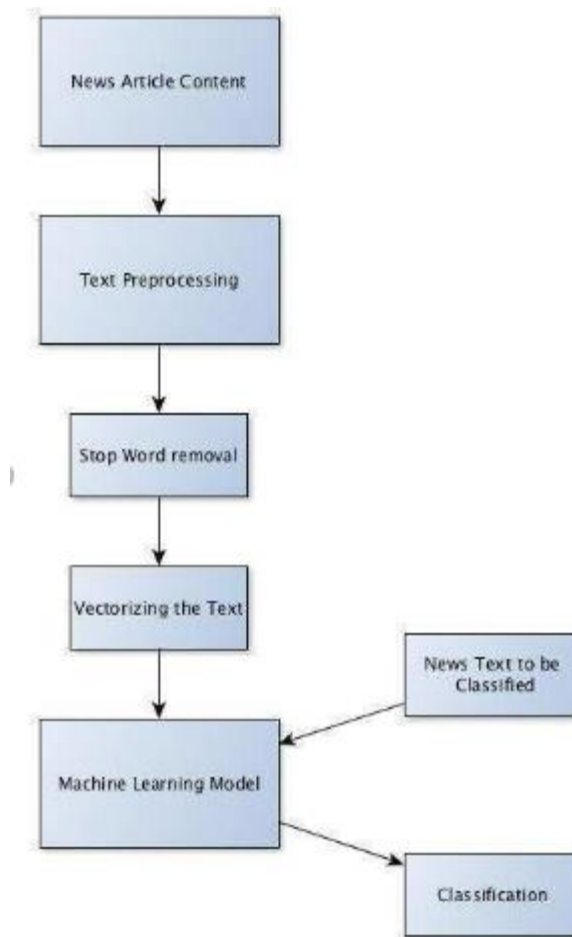 News Article Content
Text Preprocessing
Stop Word removal
Vectorizing the Text
News Text to be
Classified
Machine Learning Model
Classification